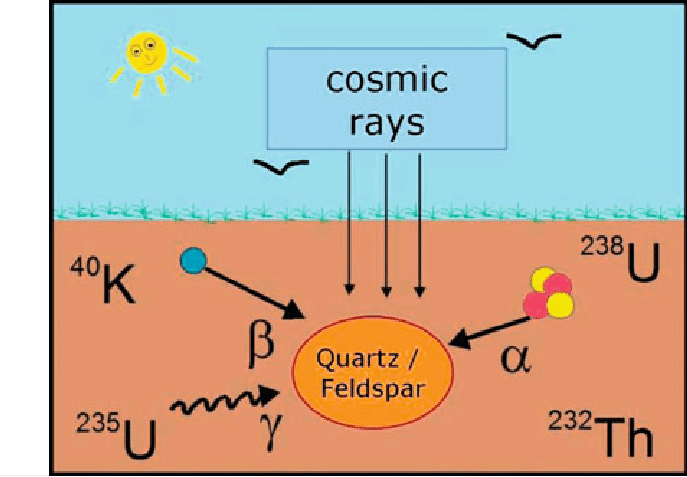 cosmic
rays
⁴⁰K
²³⁸U
β
α
Quartz /
Feldspar
²³⁵U
γ
²³²Th